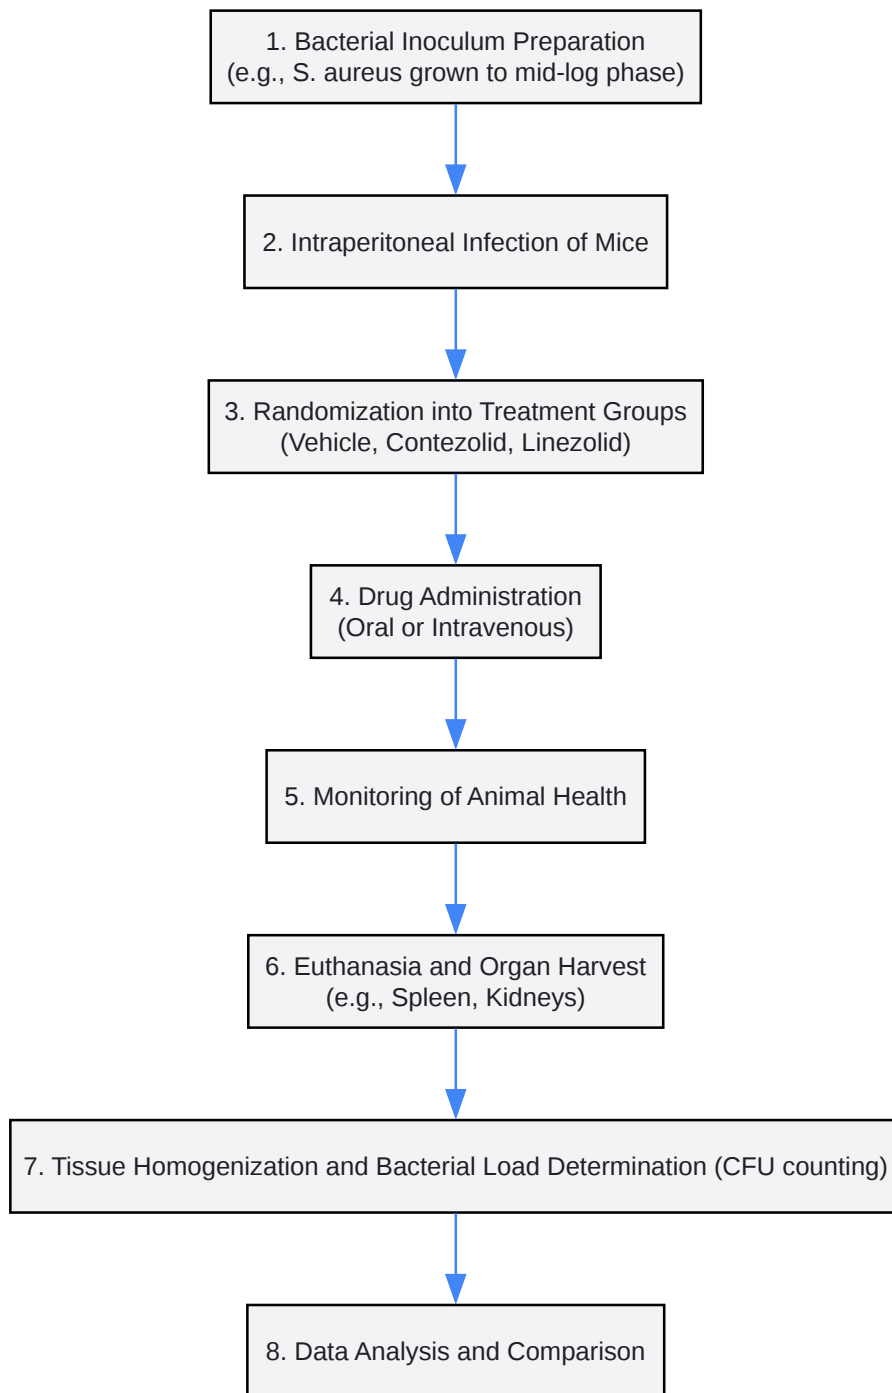 1. Bacterial Inoculum Preparation
(e.g., S. aureus grown to mid-log phase)
2. Intraperitoneal Infection of Mice
3. Randomization into Treatment Groups
(Vehicle, Contezolid, Linezolid)
4. Drug Administration
(Oral or Intravenous)
5. Monitoring of Animal Health
6. Euthanasia and Organ Harvest
(e.g., Spleen, Kidneys)
7. Tissue Homogenization and Bacterial Load Determination (CFU counting)
8. Data Analysis and Comparison